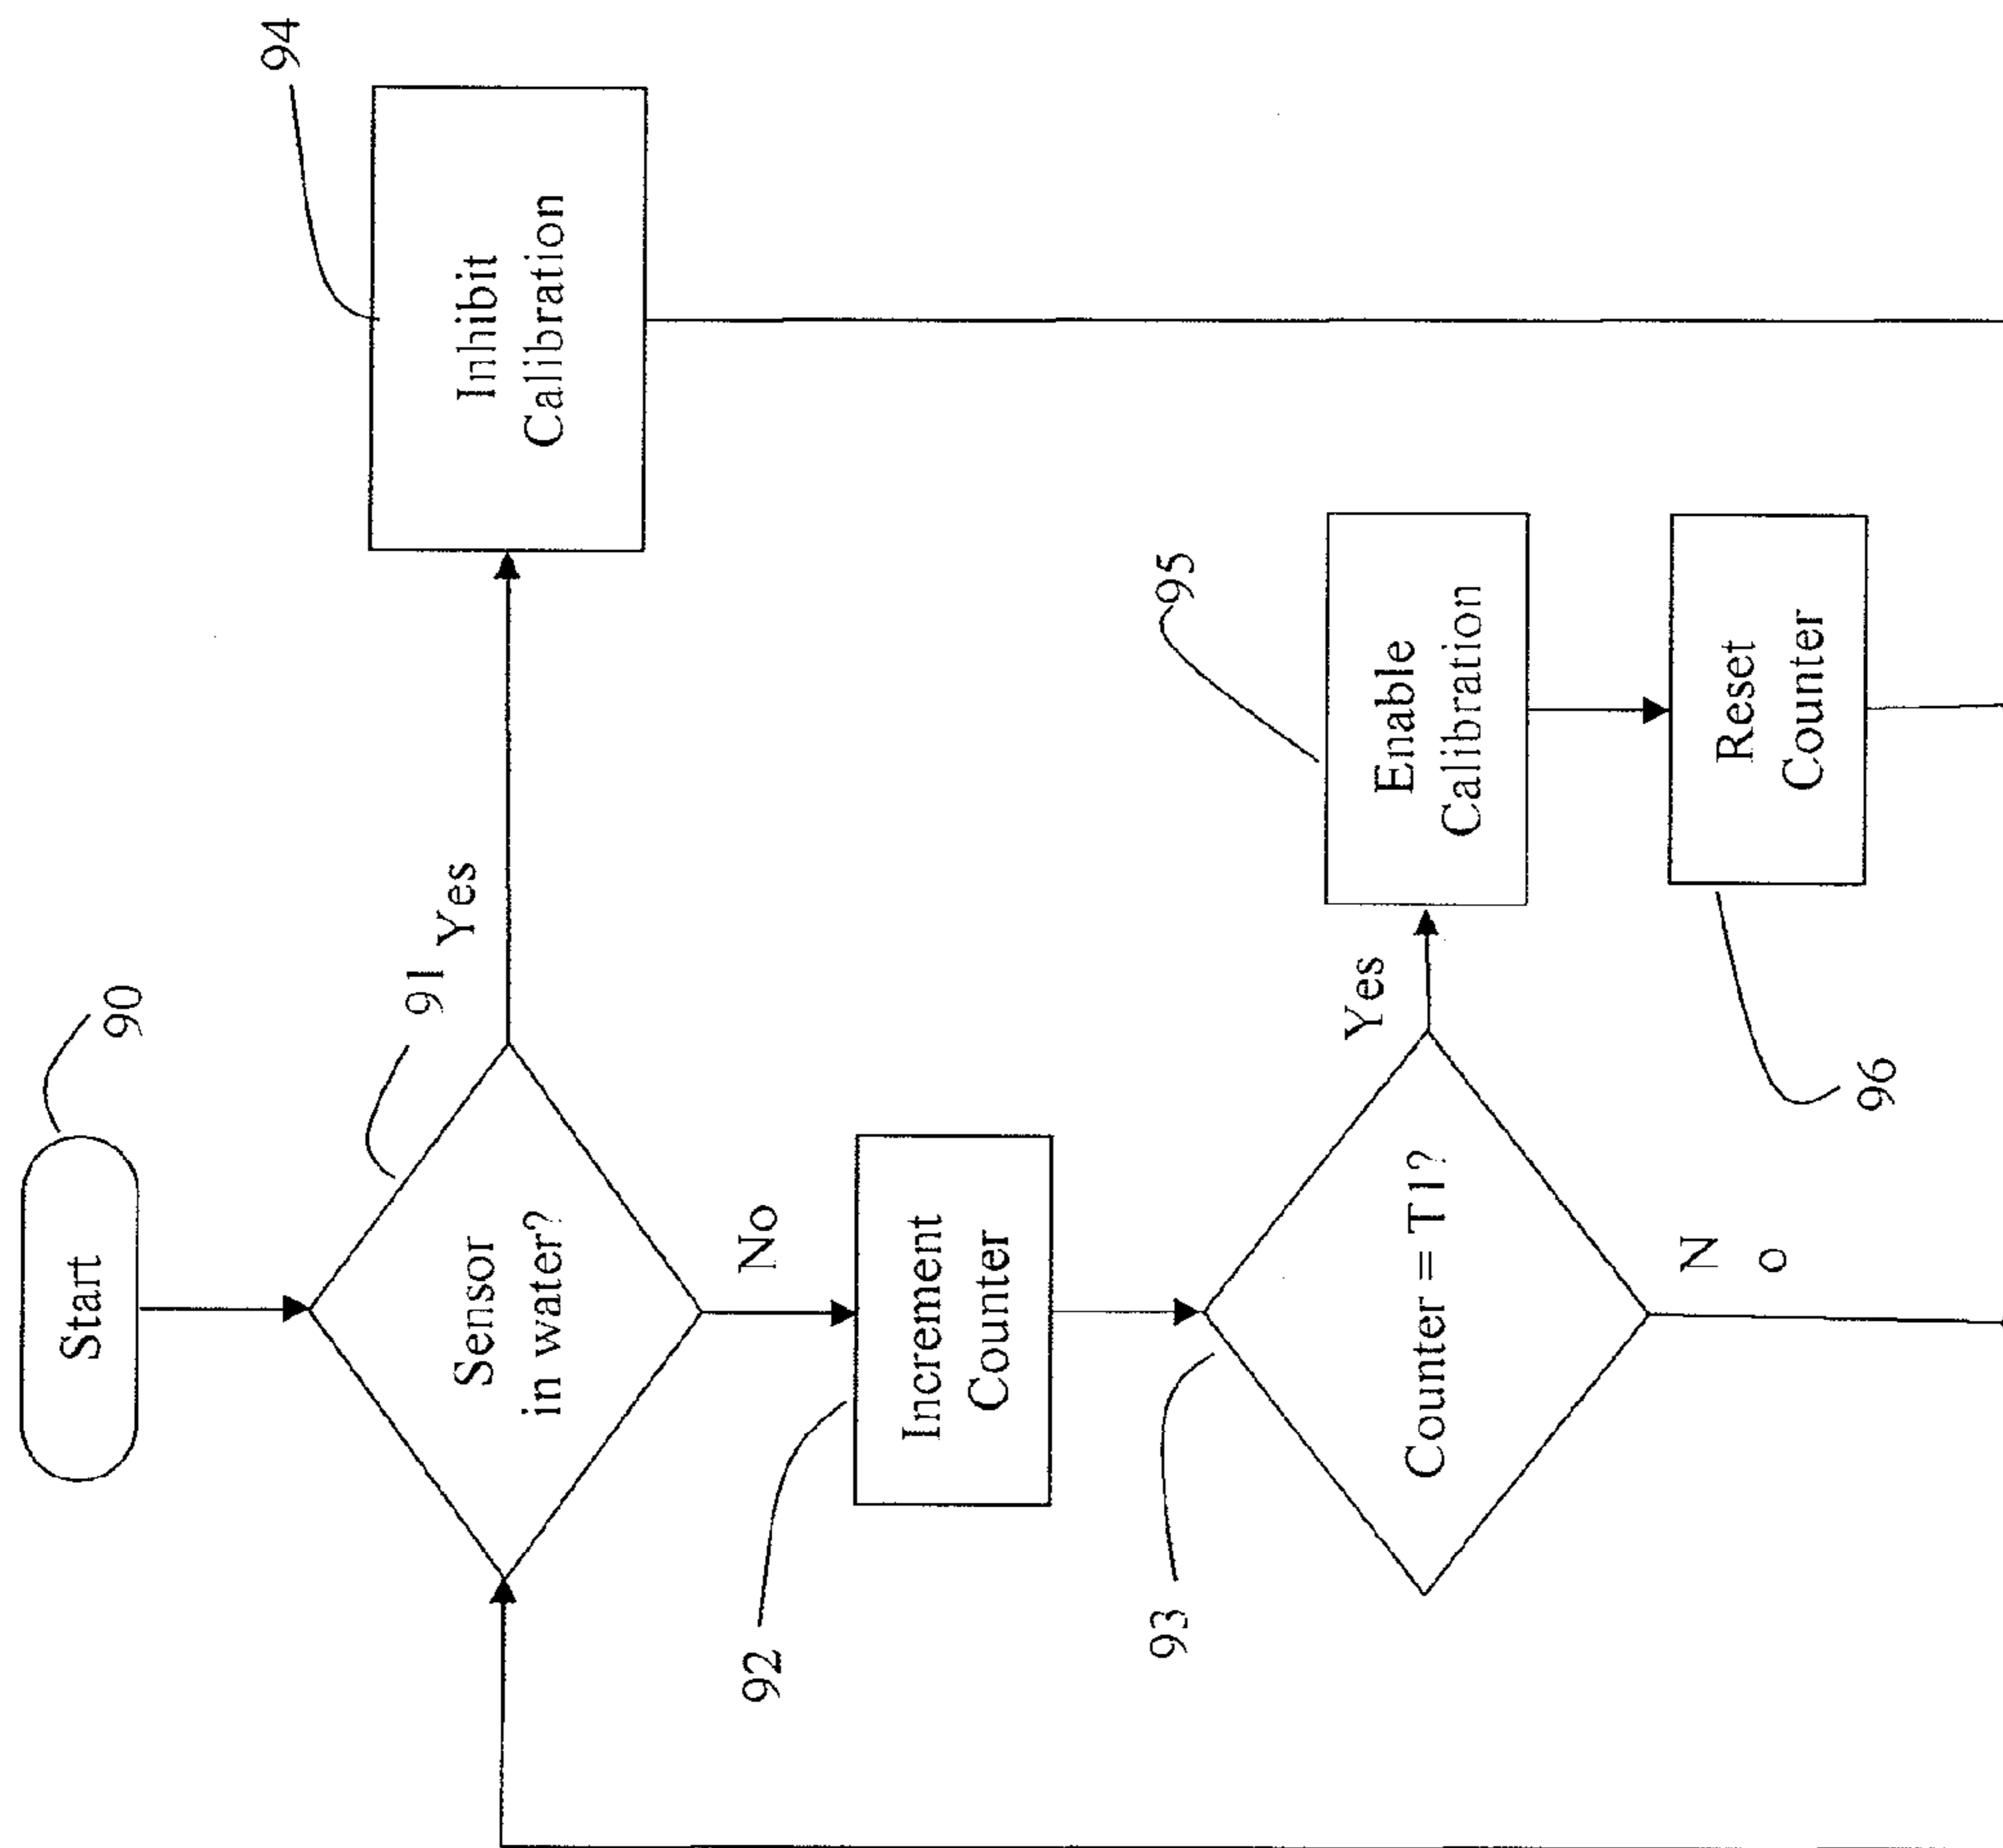 Start
90
91
Yes
Sensor
in water?
94
Inhibit
Calibration
No
92
Increment
Counter
93
Counter = T1?
Yes
95
Enable
Calibration
N
o
96
Reset
Counter